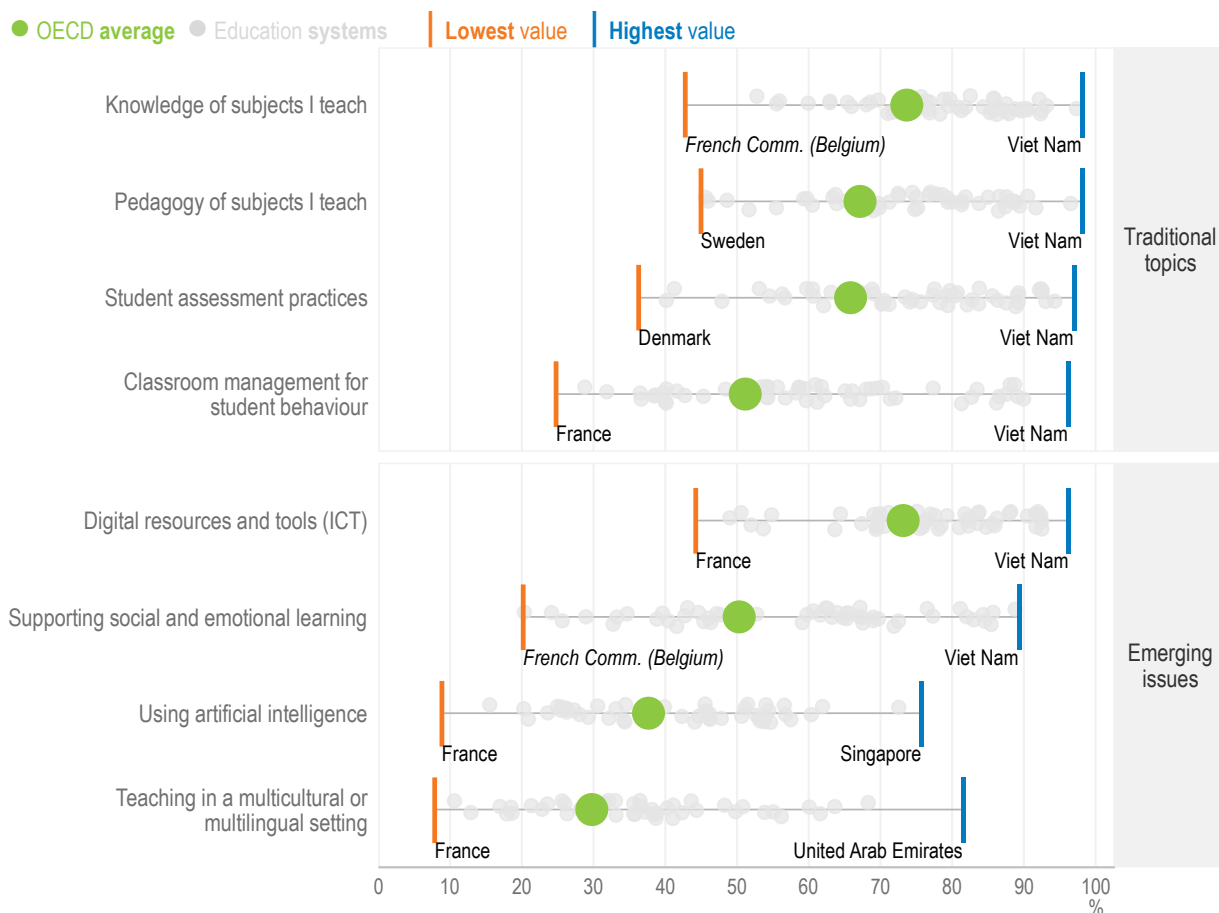 OECD average Education systems Lowest value Highest value
Knowledge of subjects I teach
French Comm. (Belgium) Viet Nam
Pedagogy of subjects I teach
Sweden Viet Nam
Traditional
topics
Student assessment practices
Denmark Viet Nam
Classroom management for
student behaviour
France Viet Nam
Digital resources and tools (ICT)
France Viet Nam
Supporting social and emotional learning
French Comm. (Belgium) Viet Nam
Emerging
issues
Using artificial intelligence
France Singapore
Teaching in a multicultural or
multilingual setting
France United Arab Emirates
0 10 20 30 40 50 60 70 80 90 100
%